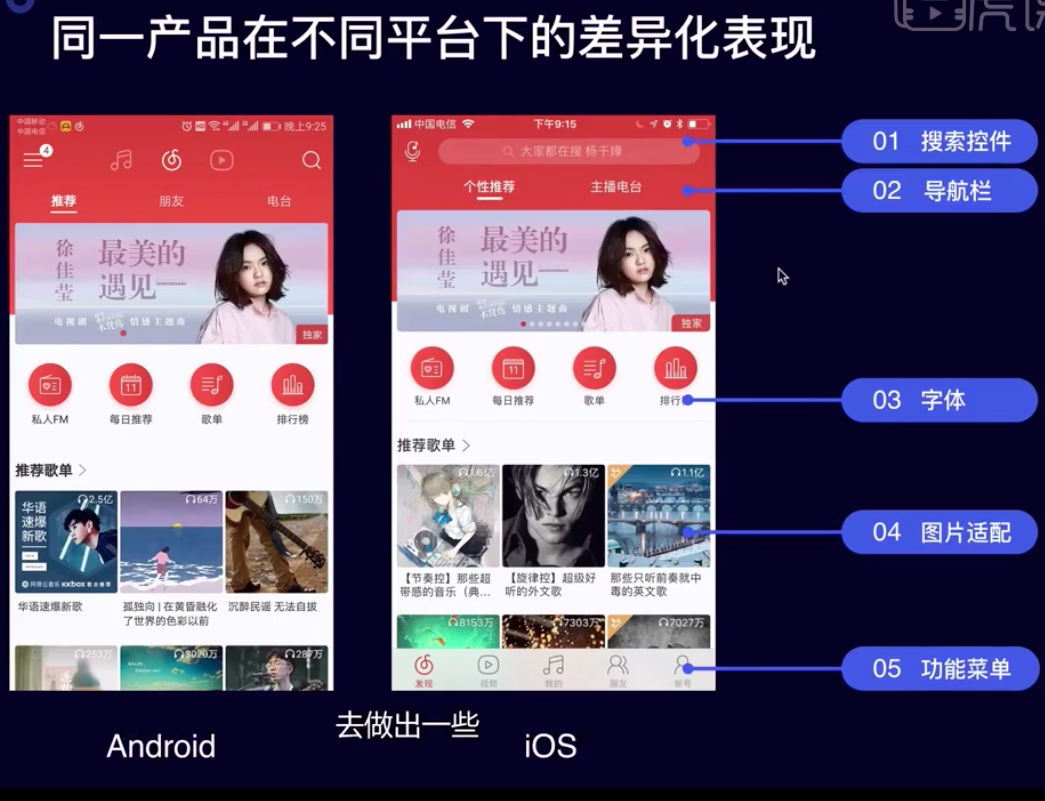 同一产品在不同平台下的差异化表现
虎课
中国移动
中国电信
晚上9:25
4
推荐
朋友
电台
徐佳莹
最美的
遇见
电视剧
情感主题曲
独家
11
私人FM
每日推荐
歌单
排行榜
推荐歌单
2.5亿
64万
150万
华语
速爆
新歌
网易云音乐 KKBOX 联合推荐
华语速爆新歌
孤独向 | 在黄昏融化
了世界的色彩以前
沉醉民谣 无法自拔
253万
3020万
287万
Android
中国电信
下午9:15
大家都在搜 杨千嬅
个性推荐
主播电台
徐佳莹
最美的
遇见
电视剧
情感主题曲
独家
11
私人FM
每日推荐
歌单
排行
推荐歌单
1.6亿
1.3亿
1.1亿
【节奏控】那些超
带感的音乐（典...
【旋律控】超级好
听的外文歌
那些只听前奏就中
毒的英文歌
8153万
7303万
7027万
发现
视频
我的
朋友
帐号
iOS
01 搜索控件
02 导航栏
03 字体
04 图片适配
05 功能菜单
去做出一些